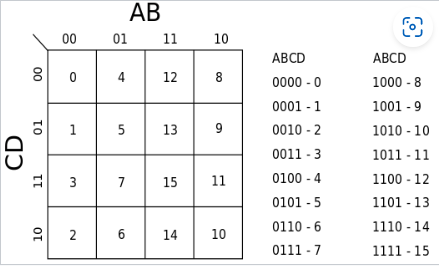 AB
00 01 11 10
00 0 4 12 8
01 1 5 13 9
CD
11 3 7 15 11
10 2 6 14 10
ABCD
0000 - 0
0001 - 1
0010 - 2
0011 - 3
0100 - 4
0101 - 5
0110 - 6
0111 - 7
ABCD
1000 - 8
1001 - 9
1010 - 10
1011 - 11
1100 - 12
1101 - 13
1110 - 14
1111 - 15